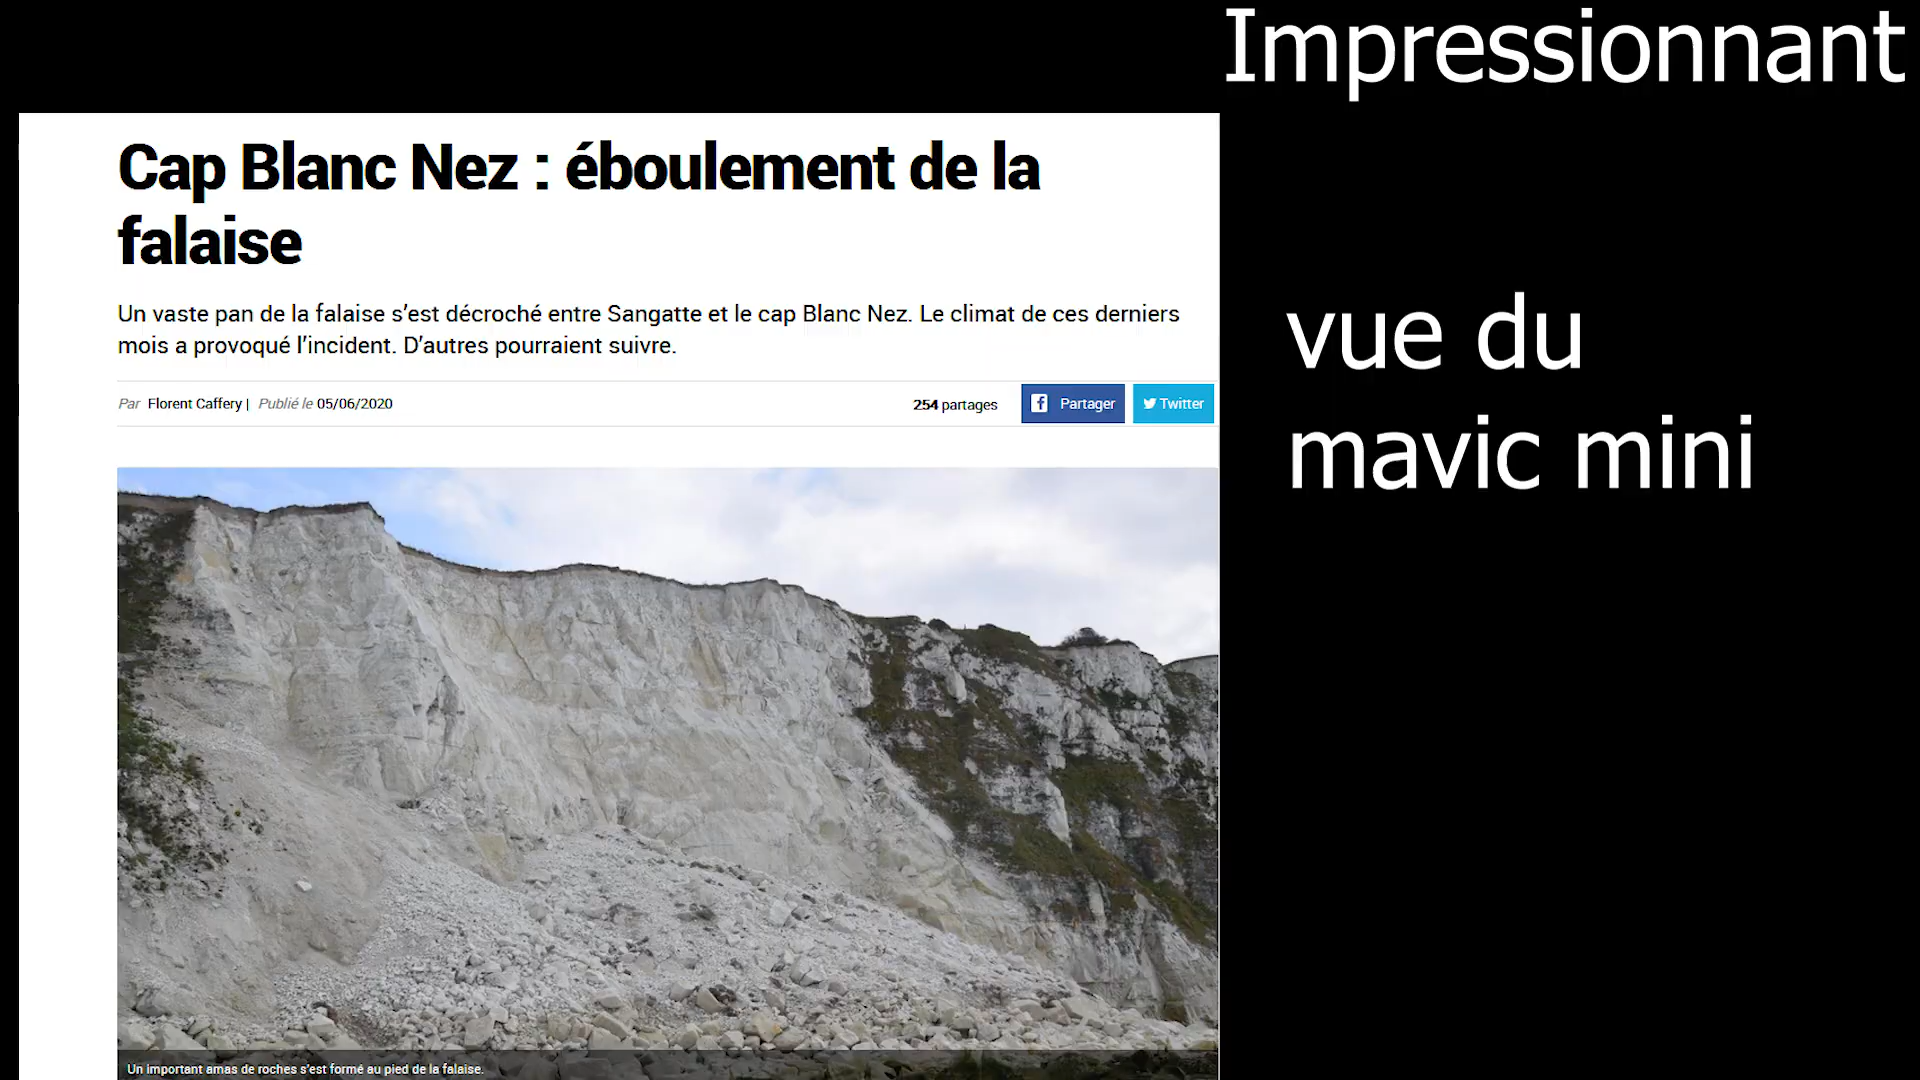 Impressionnant
Cap Blanc Nez : éboulement de la
falaise
Un vaste pan de la falaise s’est décroché entre Sangatte et le cap Blanc Nez. Le climat de ces derniers
mois a provoqué l’incident. D’autres pourraient suivre.
Par Florent Caffery | Publié le 05/06/2020
254 partages
Partager
Twitter
vue du
mavic mini
Un important amas de roches s’est formé au pied de la falaise.